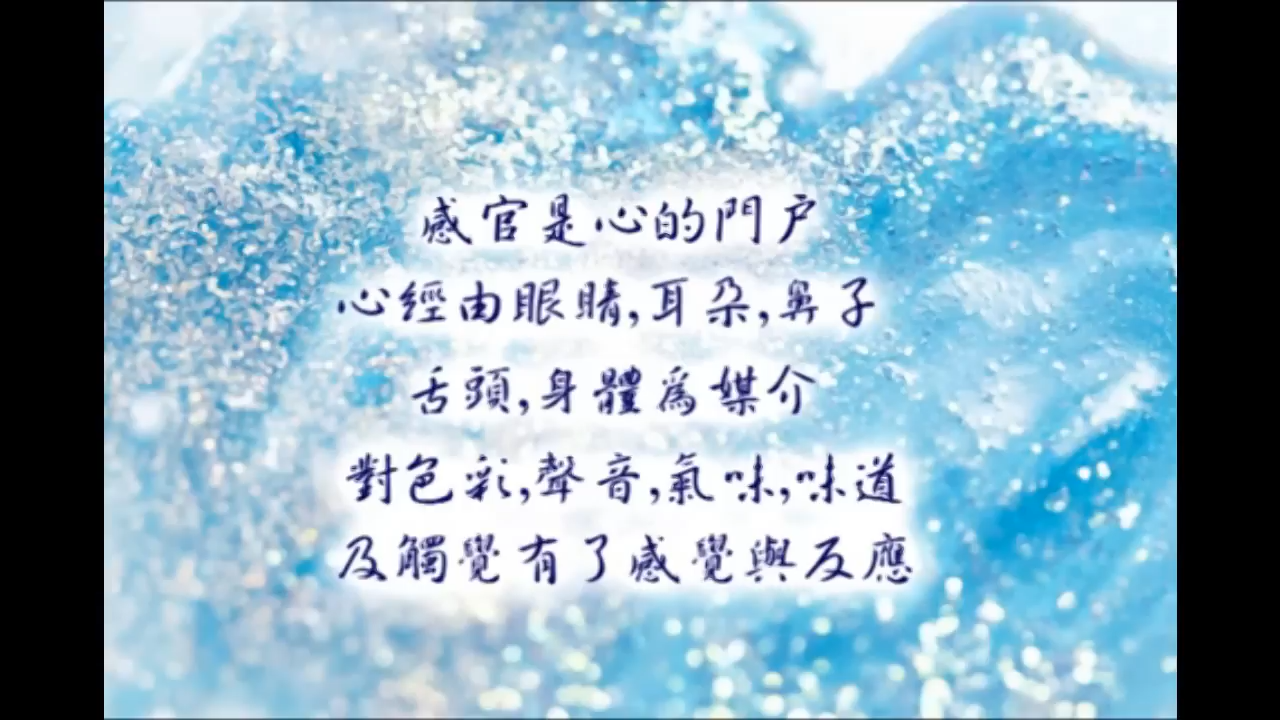 感官是心的門户
心經由眼睛,耳朵,鼻子
舌頭,身體為媒介
對色彩,聲音,氣味,味道
及觸覺有了感覺與反應